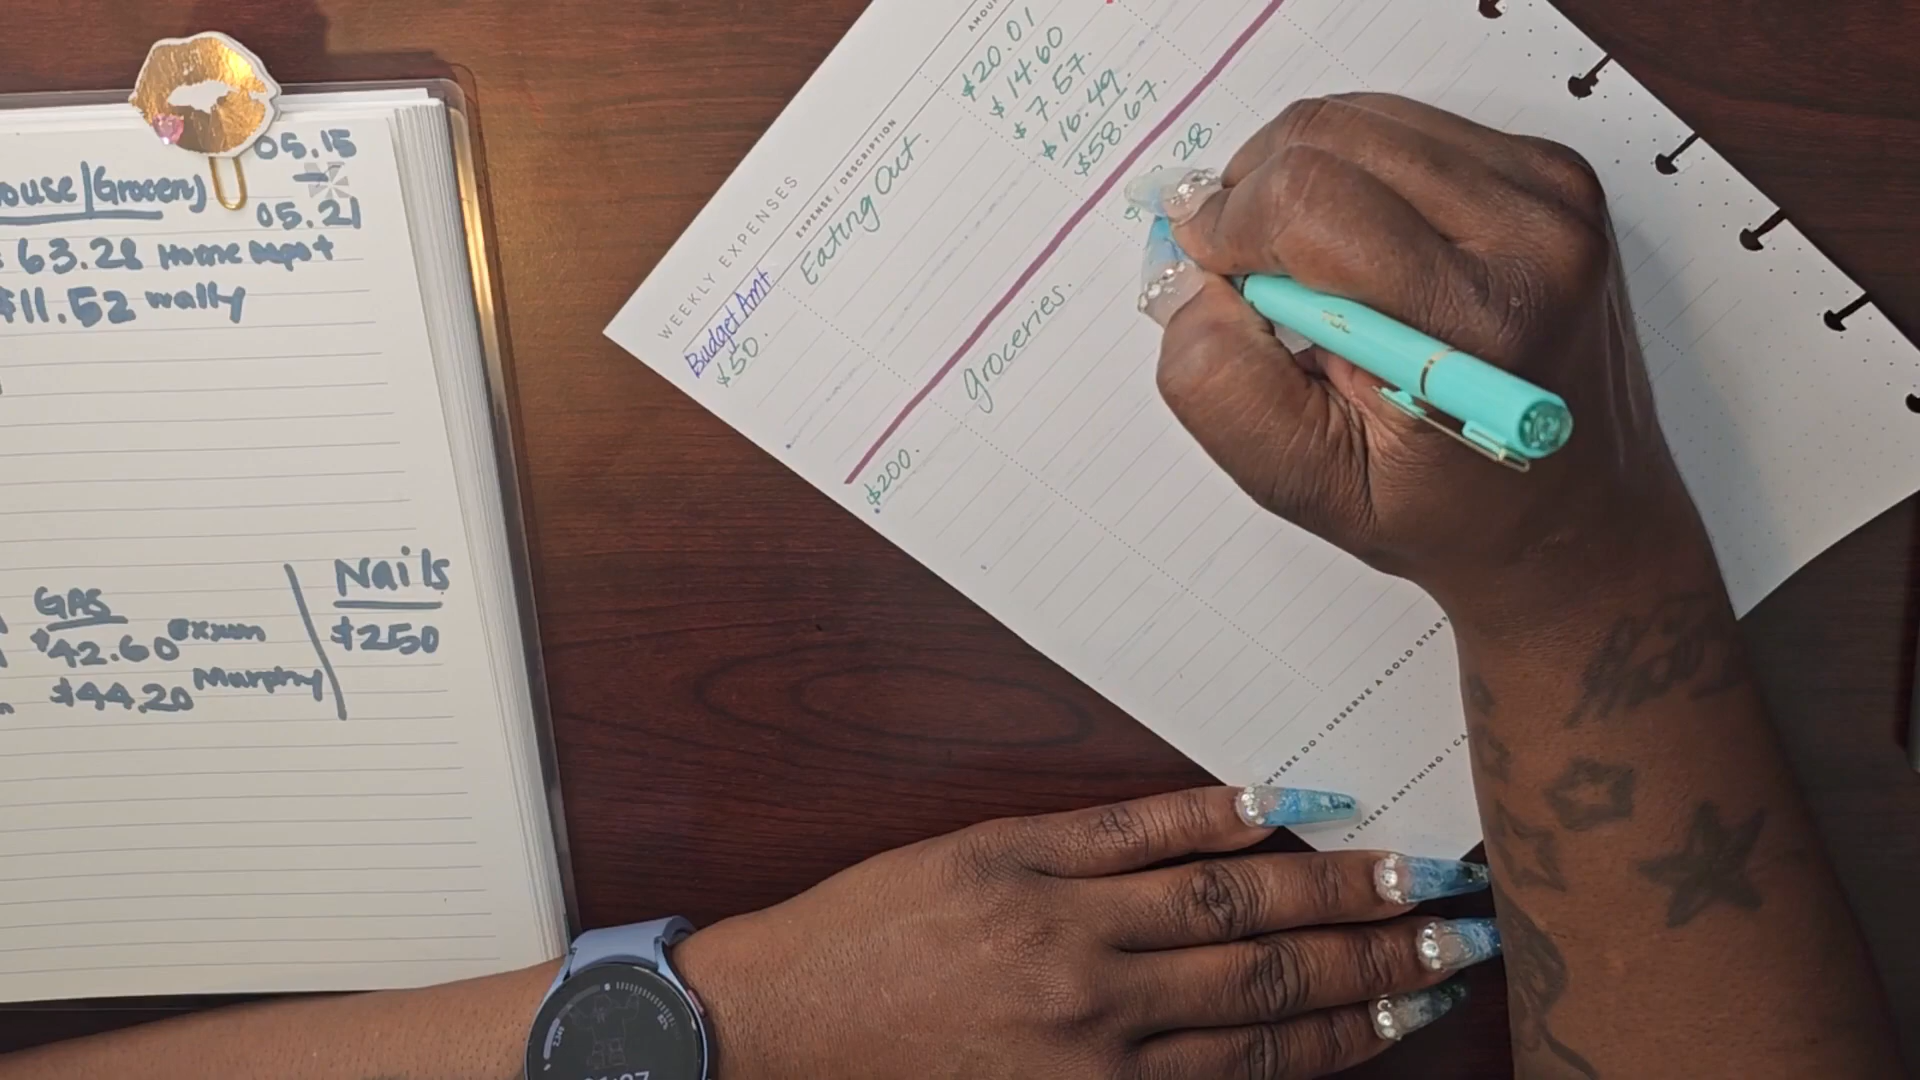 05.15
-
05.21
ouse/Grocery
63.28 Home Depot
$11.52 wally
GAS
$42.60 Exxon
$44.20 Murphy
Nails
$250
WEEKLY EXPENSES
EXPENSE / DESCRIPTION
AMOU
Budget Amt
$50.
Eating Out.
$20.01
$14.60
$7.57.
$16.49.
$58.67.
$200.
groceries.
28.
$
WHERE DO I DESERVE A GOLD STAR
IS THERE ANYTHING I CA